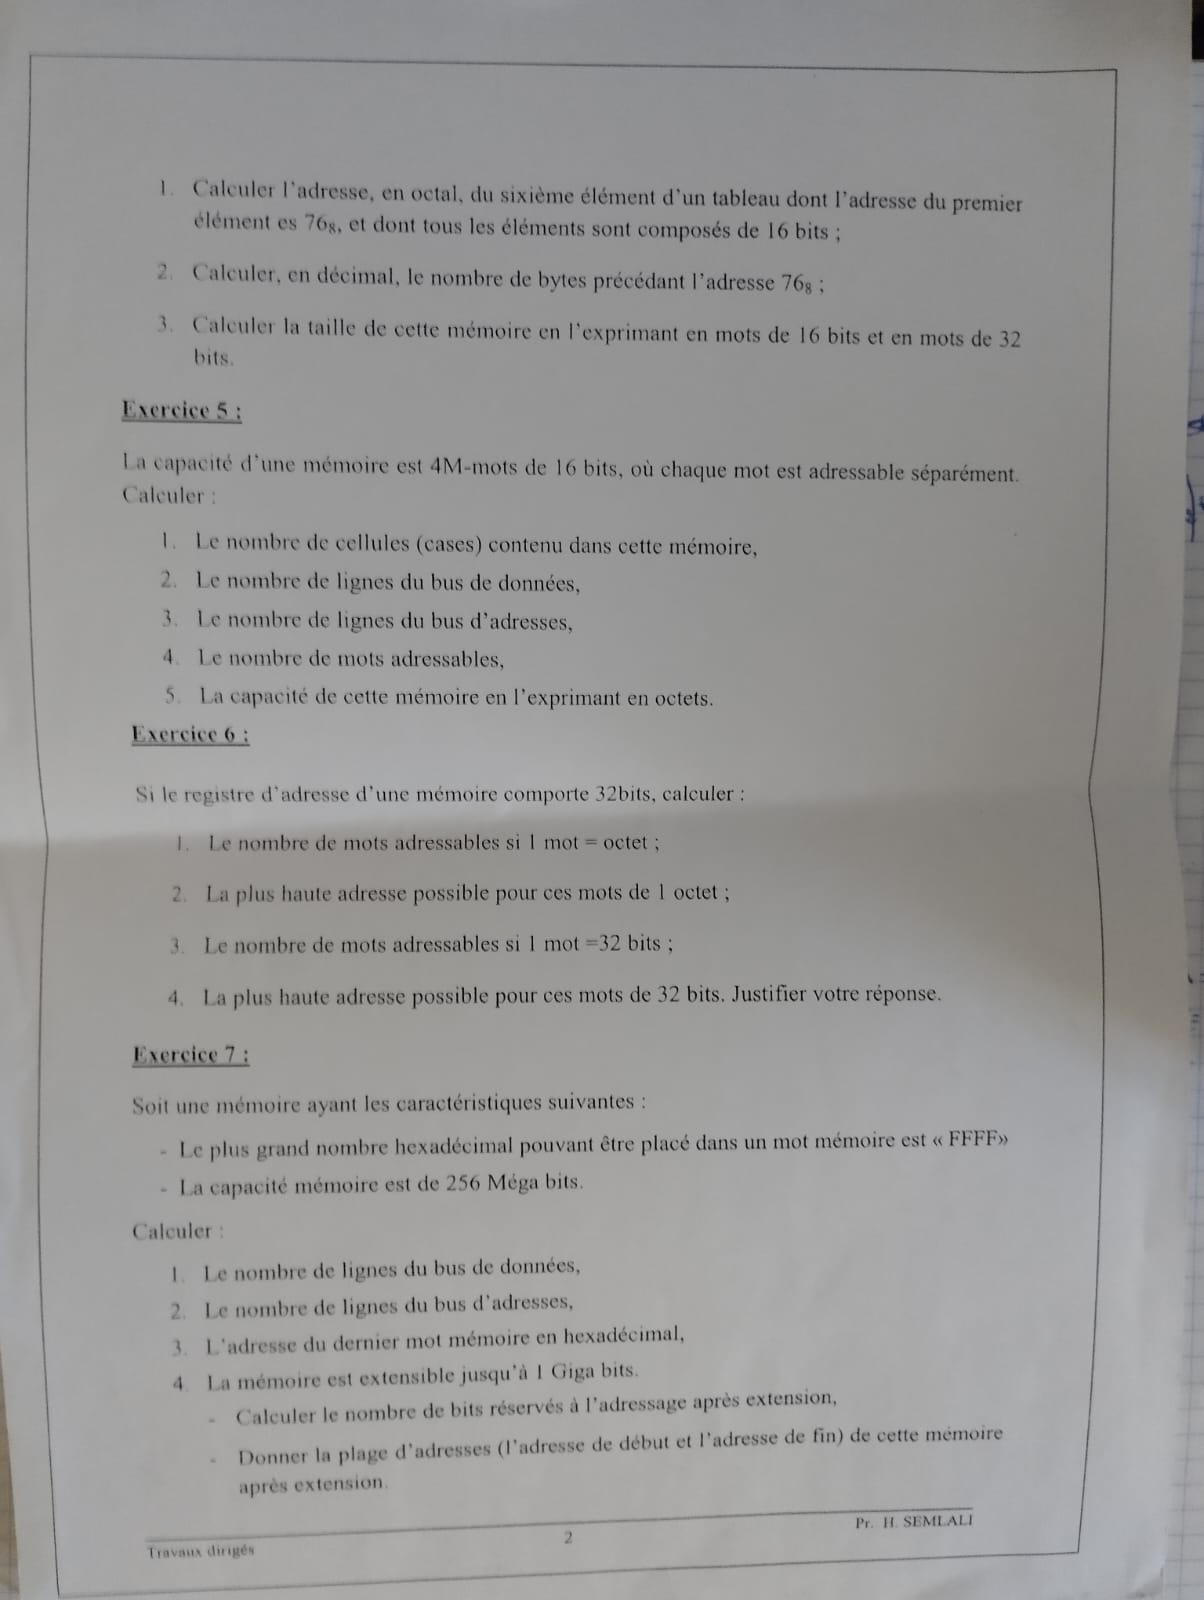 1. Calculer l'adresse, en octal, du sixième élément d'un tableau dont l'adresse du premier
élément es 76₈, et dont tous les éléments sont composés de 16 bits ;
2. Calculer, en décimal, le nombre de bytes précédant l'adresse 76₈ ;
3. Calculer la taille de cette mémoire en l'exprimant en mots de 16 bits et en mots de 32
bits.
Exercice 5 :
La capacité d'une mémoire est 4M-mots de 16 bits, où chaque mot est adressable séparément.
Calculer :
1. Le nombre de cellules (cases) contenu dans cette mémoire,
2. Le nombre de lignes du bus de données,
3. Le nombre de lignes du bus d'adresses,
4. Le nombre de mots adressables,
5. La capacité de cette mémoire en l'exprimant en octets.
Exercice 6 :
Si le registre d'adresse d'une mémoire comporte 32bits, calculer :
1. Le nombre de mots adressables si 1 mot = octet ;
2. La plus haute adresse possible pour ces mots de 1 octet ;
3. Le nombre de mots adressables si 1 mot =32 bits ;
4. La plus haute adresse possible pour ces mots de 32 bits. Justifier votre réponse.
Exercice 7 :
Soit une mémoire ayant les caractéristiques suivantes :
- Le plus grand nombre hexadécimal pouvant être placé dans un mot mémoire est « FFFF»
- La capacité mémoire est de 256 Méga bits.
Calculer :
1. Le nombre de lignes du bus de données,
2. Le nombre de lignes du bus d'adresses,
3. L'adresse du dernier mot mémoire en hexadécimal,
4. La mémoire est extensible jusqu'à 1 Giga bits.
- Calculer le nombre de bits réservés à l'adressage après extension,
- Donner la plage d'adresses (l'adresse de début et l'adresse de fin) de cette mémoire
après extension.
Pr. H. SEMLALI
2
Travaux dirigés